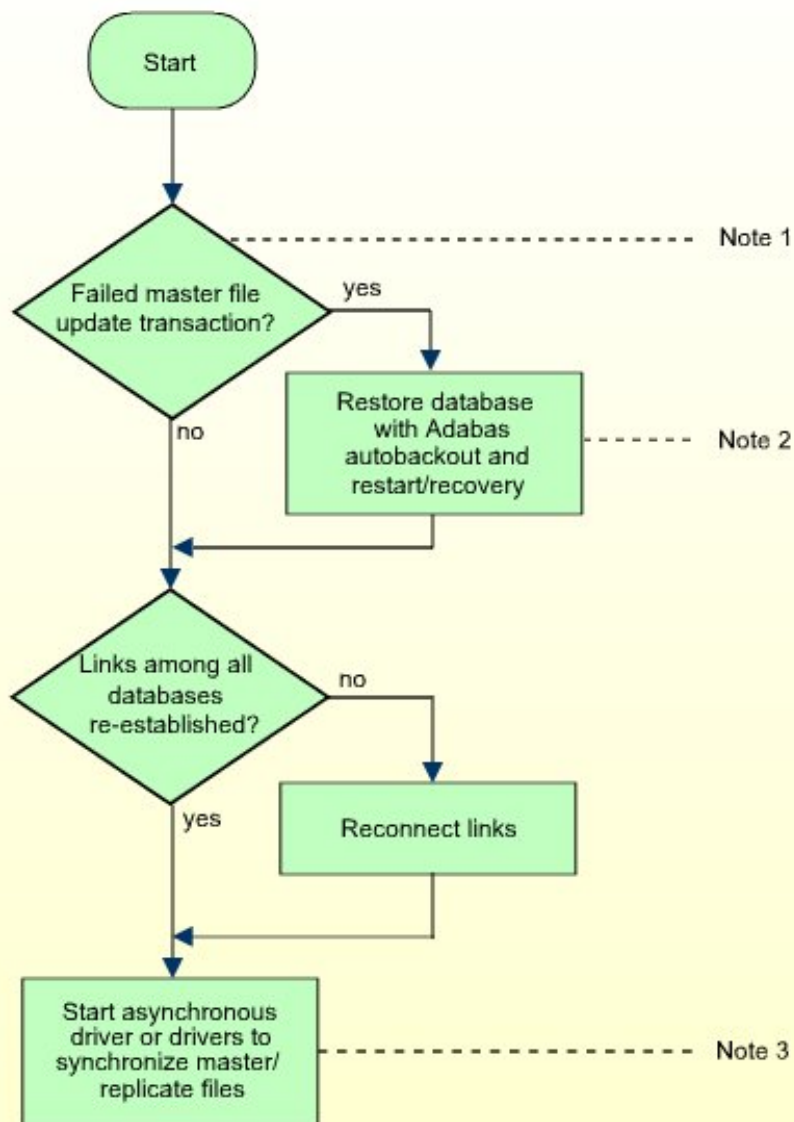 Start
Note 1
Failed master file
update transaction?
yes
no
Restore database
with Adabas
autobackout and
restart/recovery
Note 2
Links among all
databases
re-established?
no
yes
Reconnect links
Start asynchronous
driver or drivers to
synchronize master/
replicate files
Note 3